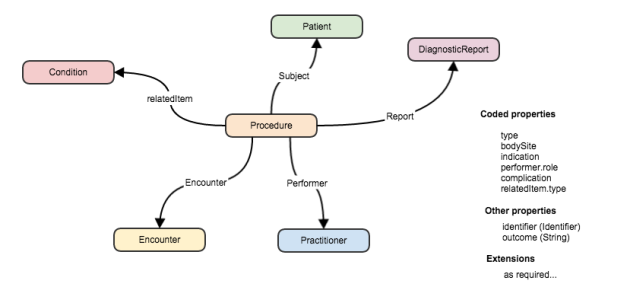 Patient
DiagnosticReport
Condition
Subject
relatedItem
Procedure
Report
Encounter
Performer
Encounter
Practitioner
Coded properties
type
bodySite
indication
performer.role
complication
relatedItem.type
Other properties
identifier (Identifier)
outcome (String)
Extensions
as required...